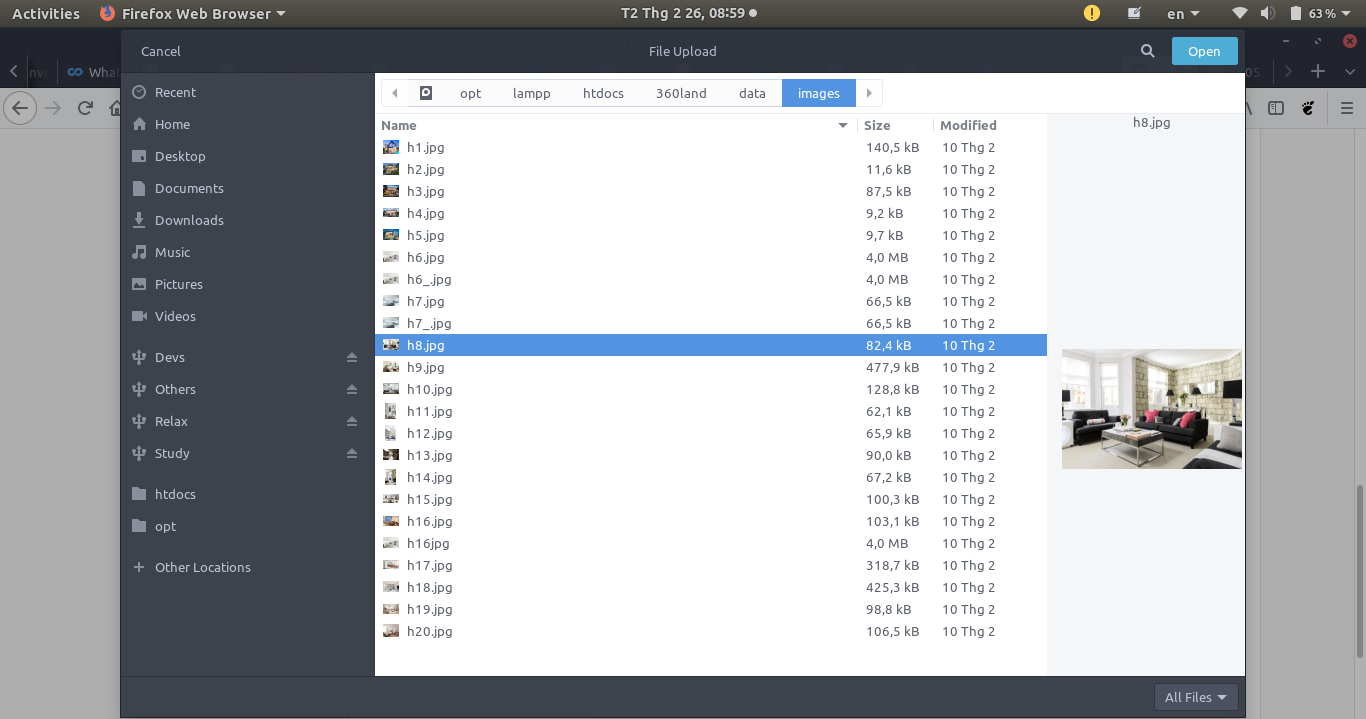 Activities Firefox Web Browser T2 Thg 2 26, 08:59 en 63 %
Cancel File Upload Open
nv What 05
Recent
Home
Desktop
Documents
Downloads
Music
Pictures
Videos
Devs
Others
Relax
Study
htdocs
opt
Other Locations
opt lampp htdocs 360land data images
Name Size Modified
h1.jpg 140,5 kB 10 Thg 2
h2.jpg 11,6 kB 10 Thg 2
h3.jpg 87,5 kB 10 Thg 2
h4.jpg 9,2 kB 10 Thg 2
h5.jpg 9,7 kB 10 Thg 2
h6.jpg 4,0 MB 10 Thg 2
h6_.jpg 4,0 MB 10 Thg 2
h7.jpg 66,5 kB 10 Thg 2
h7_.jpg 66,5 kB 10 Thg 2
h8.jpg 82,4 kB 10 Thg 2
h9.jpg 477,9 kB 10 Thg 2
h10.jpg 128,8 kB 10 Thg 2
h11.jpg 62,1 kB 10 Thg 2
h12.jpg 65,9 kB 10 Thg 2
h13.jpg 90,0 kB 10 Thg 2
h14.jpg 67,2 kB 10 Thg 2
h15.jpg 100,3 kB 10 Thg 2
h16.jpg 103,1 kB 10 Thg 2
h16jpg 4,0 MB 10 Thg 2
h17.jpg 318,7 kB 10 Thg 2
h18.jpg 425,3 kB 10 Thg 2
h19.jpg 98,8 kB 10 Thg 2
h20.jpg 106,5 kB 10 Thg 2
h8.jpg
All Files